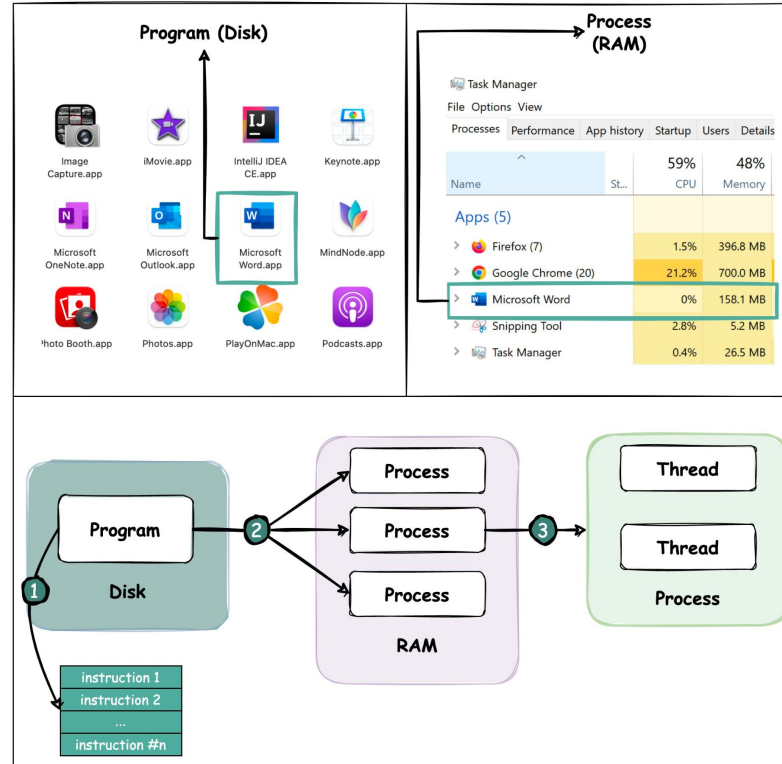 Program (Disk)
Image
Capture.app
iMovie.app
IJ
IntelliJ IDEA
CE.app
Keynote.app
N
Microsoft
OneNote.app
O
Microsoft
Outlook.app
W
Microsoft
Word.app
MindNode.app
hoto Booth.app
Photos.app
PlayOnMac.app
Podcasts.app
Process
(RAM)
Task Manager
File Options View
Processes Performance App history Startup Users Details
59% 48%
Name St... CPU Memory
Apps (5)
> Firefox (7) 1.5% 396.8 MB
> Google Chrome (20) 21.2% 700.0 MB
> Microsoft Word 0% 158.1 MB
> Snipping Tool 2.8% 5.2 MB
> Task Manager 0.4% 26.5 MB
Program
Disk
1
instruction 1
instruction 2
...
instruction #n
2
Process
Process
Process
RAM
3
Thread
Thread
Process